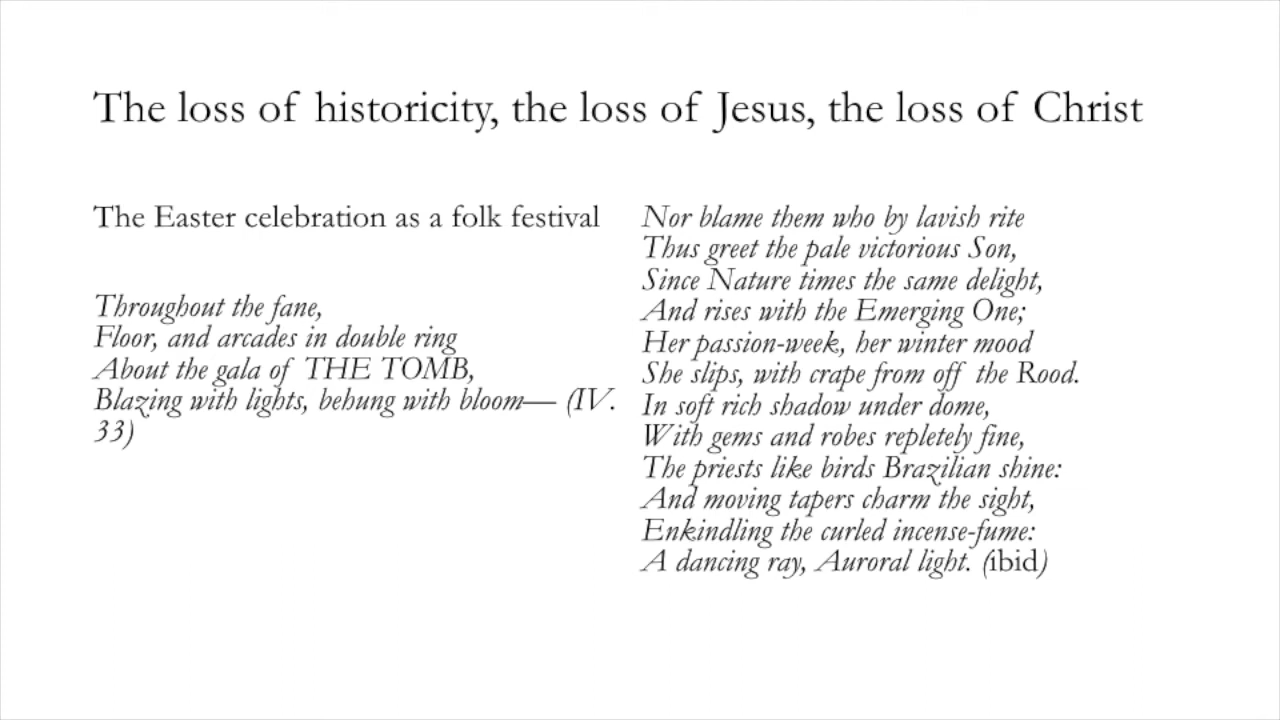 The loss of historicity, the loss of Jesus, the loss of Christ
The Easter celebration as a folk festival
Throughout the fane,
Floor, and arcades in double ring
About the gala of THE TOMB,
Blazing with lights, behung with bloom— (IV.
33)
Nor blame them who by lavish rite
Thus greet the pale victorious Son,
Since Nature times the same delight,
And rises with the Emerging One;
Her passion-week, her winter mood
She slips, with crape from off the Rood.
In soft rich shadow under dome,
With gems and robes repletely fine,
The priests like birds Brazilian shine:
And moving tapers charm the sight,
Enkindling the curled incense-fume:
A dancing ray, Auroral light. (ibid)